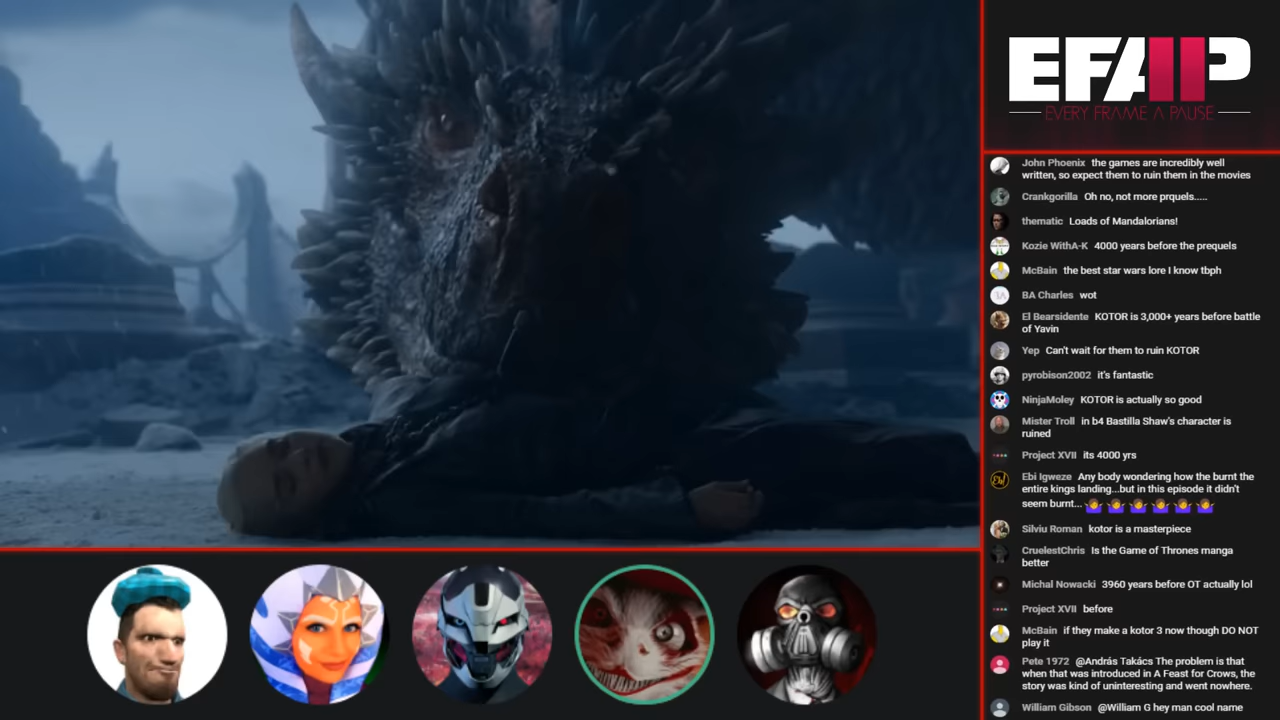 EFAP
EVERY FRAME A PAUSE
John Phoenix the games are incredibly well
written, so expect them to ruin them in the movies
Crankgorilla Oh no, not more prquels.....
thematic Loads of Mandalorians!
Kozie WithA-K 4000 years before the prequels
McBain the best star wars lore I know tbph
BA Charles wot
El Bearsidente KOTOR is 3,000+ years before battle
of Yavin
Yep Can't wait for them to ruin KOTOR
pyrobison2002 it's fantastic
NinjaMoley KOTOR is actually so good
Mister Troll in b4 Bastilla Shaw's character is
ruined
Project XVII its 4000 yrs
Ebi Igweze Any body wondering how the burnt the
entire kings landing...but in this episode it didn't
seem burnt...
Silviu Roman kotor is a masterpiece
CruelestChris Is the Game of Thrones manga
better
Michal Nowacki 3960 years before OT actually lol
Project XVII before
McBain if they make a kotor 3 now though DO NOT
play it
Pete 1972 @András Takács The problem is that
when that was introduced in A Feast for Crows, the
story was kind of uninteresting and went nowhere.
William Gibson @William G hey man cool name